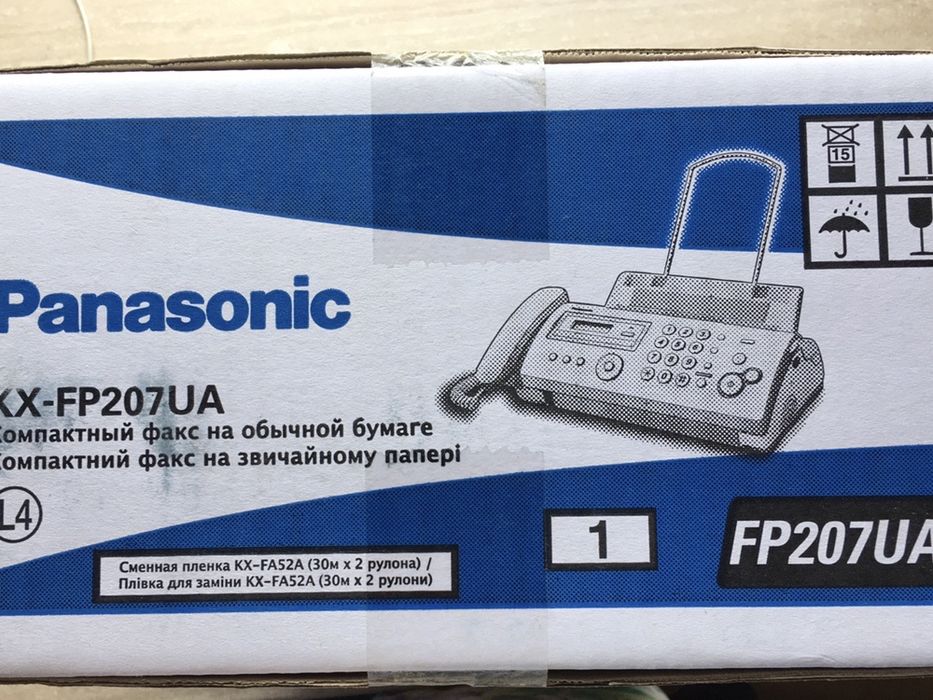 15
Panasonic
KX-FP207UA
Компактный факс на обычной бумаге
Компактний факс на звичайному папері
L4
1
FP207UA
Сменная пленка KX-FA52A (30м x 2 рулона) /
Плівка для заміни KX-FA52A (30м x 2 рулони)